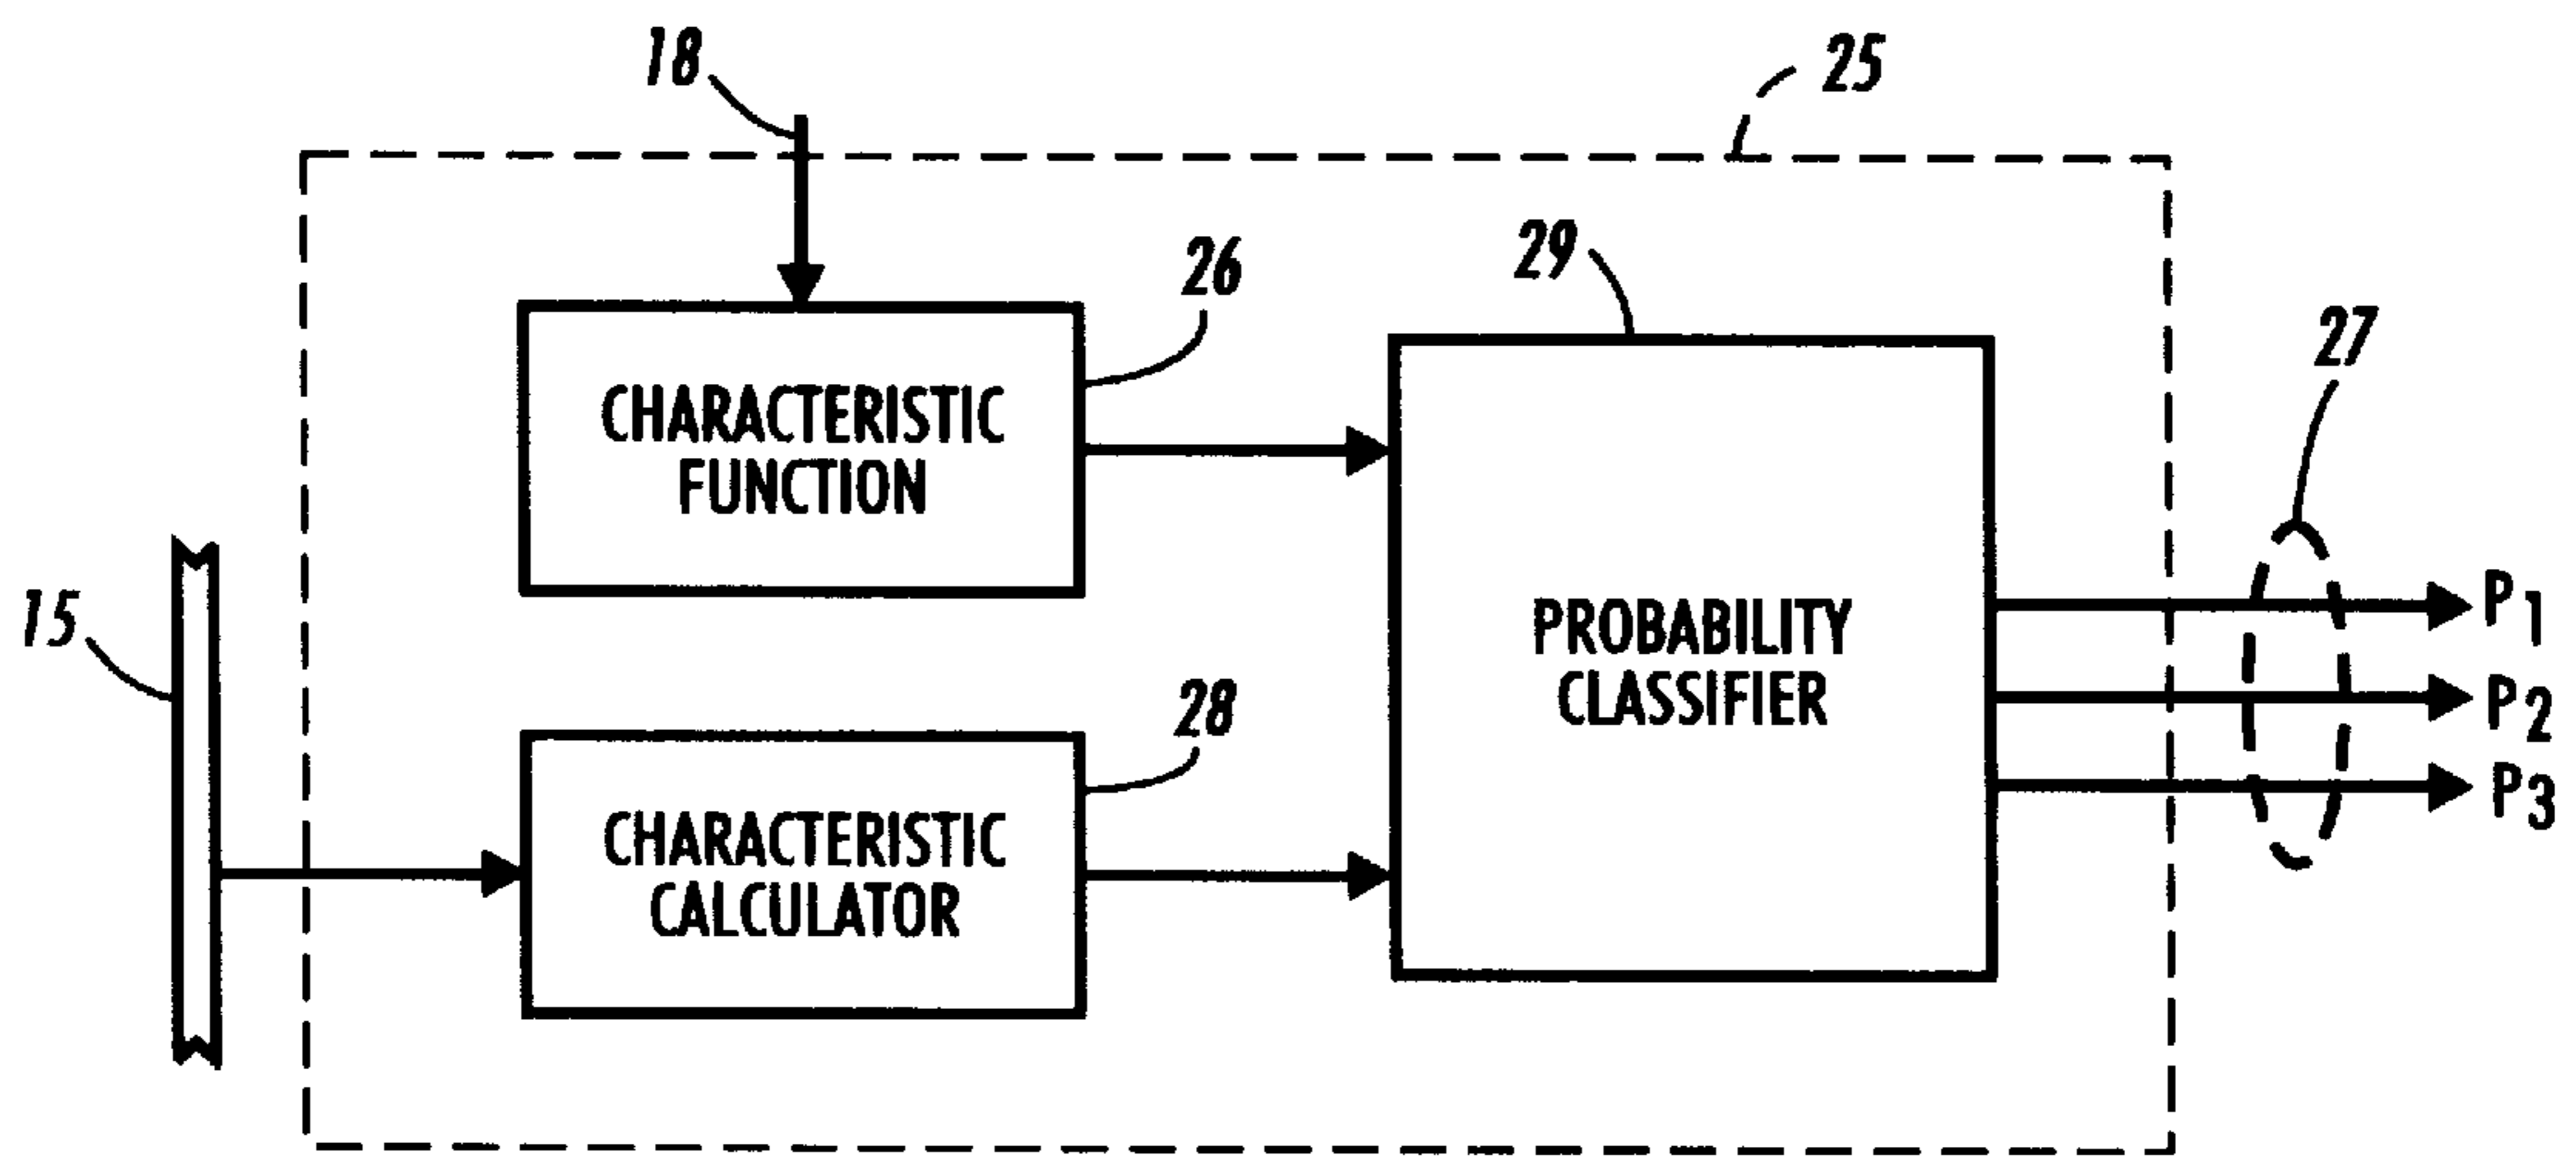 18
25
26
29
27
CHARACTERISTIC
FUNCTION
15
PROBABILITY
CLASSIFIER
P1
P2
P3
28
CHARACTERISTIC
CALCULATOR